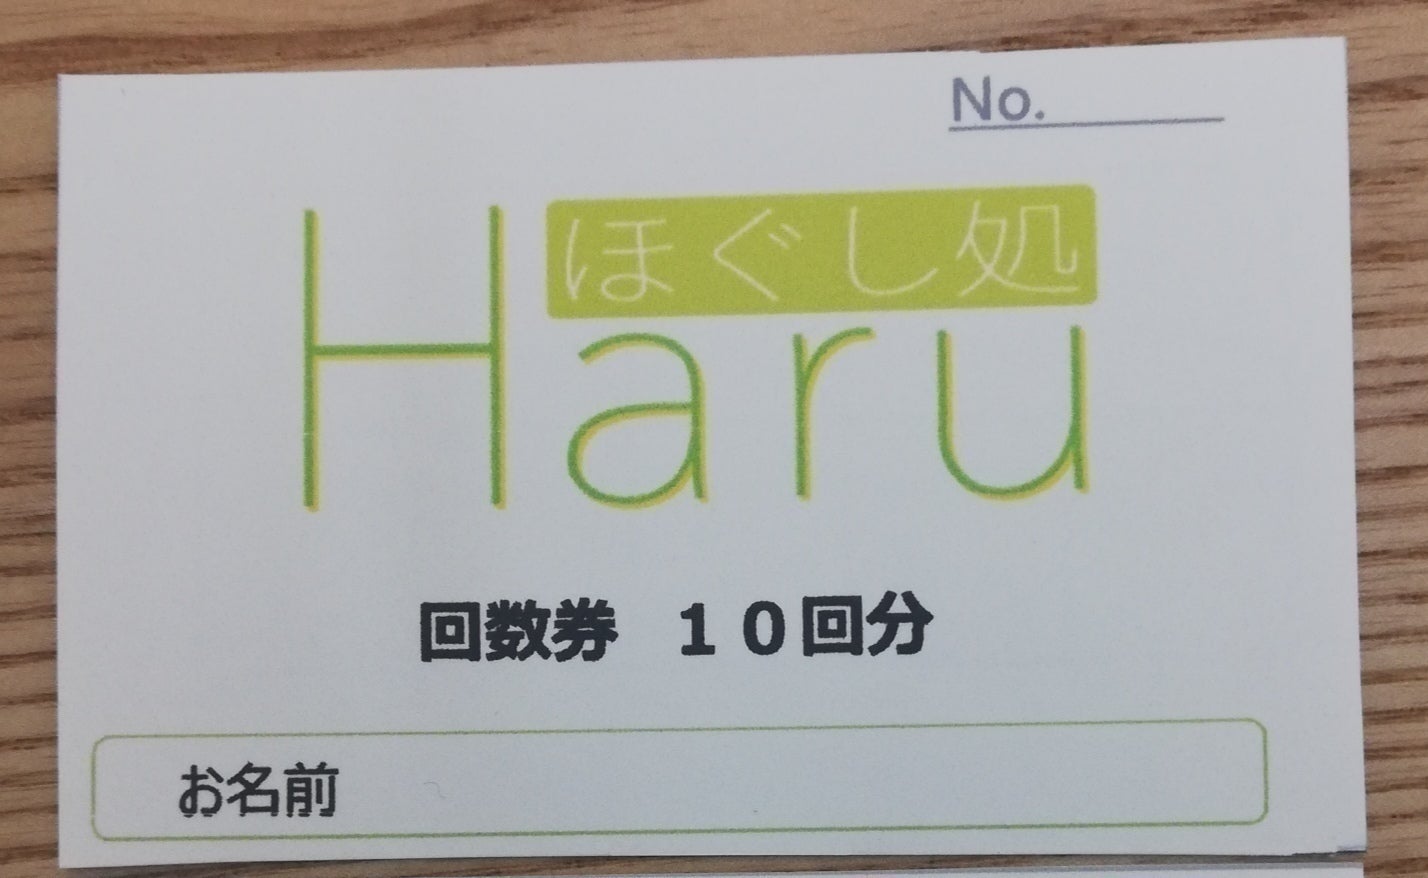 No.
ほぐし処
Haru
回数券　１０回分
お名前